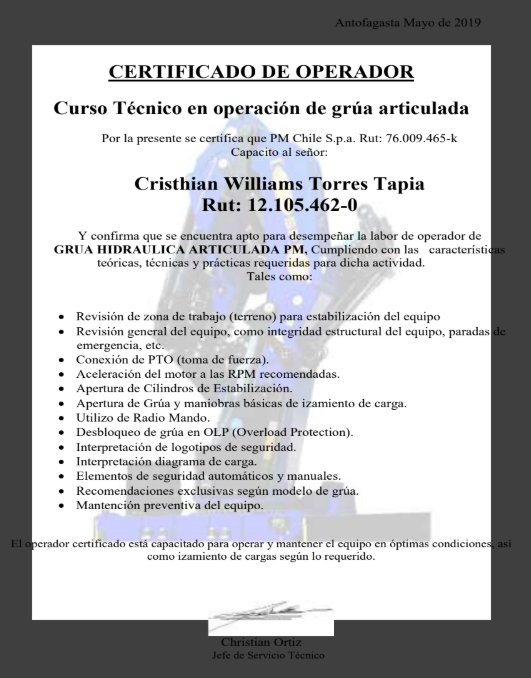 Antofagasta Mayo de 2019
CERTIFICADO DE OPERADOR
Curso Técnico en operación de grúa articulada
Por la presente se certifica que PM Chile S.p.a. Rut: 76.009.465-k
Capacito al señor:
Cristhian Williams Torres Tapia
Rut: 12.105.462-0
Y confirma que se encuentra apto para desempeñar la labor de operador de
GRUA HIDRAULICA ARTICULADA PM, Cumpliendo con las características
teóricas, técnicas y prácticas requeridas para dicha actividad.
Tales como:
• Revisión de zona de trabajo (terreno) para estabilización del equipo
• Revisión general del equipo, como integridad estructural del equipo, paradas de
emergencia, etc.
• Conexión de PTO (toma de fuerza).
• Aceleración del motor a las RPM recomendadas.
• Apertura de Cilindros de Estabilización.
• Apertura de Grúa y maniobras básicas de izamiento de carga.
• Utilizo de Radio Mando.
• Desbloqueo de grúa en OLP (Overload Protection).
• Interpretación de logotipos de seguridad.
• Interpretación diagrama de carga.
• Elementos de seguridad automáticos y manuales.
• Recomendaciones exclusivas según modelo de grúa.
• Mantención preventiva del equipo.
El operador certificado está capacitado para operar y mantener el equipo en óptimas condiciones, así
como izamiento de cargas según lo requerido.
Christian Ortiz
Jefe de Servicio Técnico